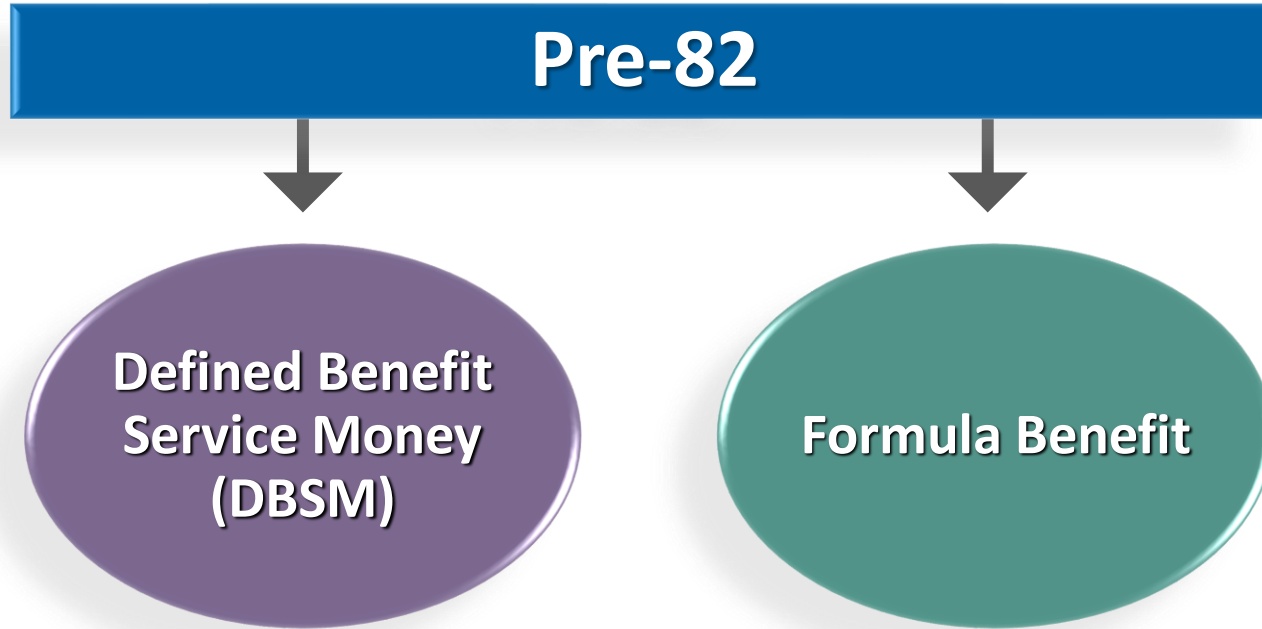 Pre-82
Defined Benefit
Service Money
(DBSM)
Formula Benefit